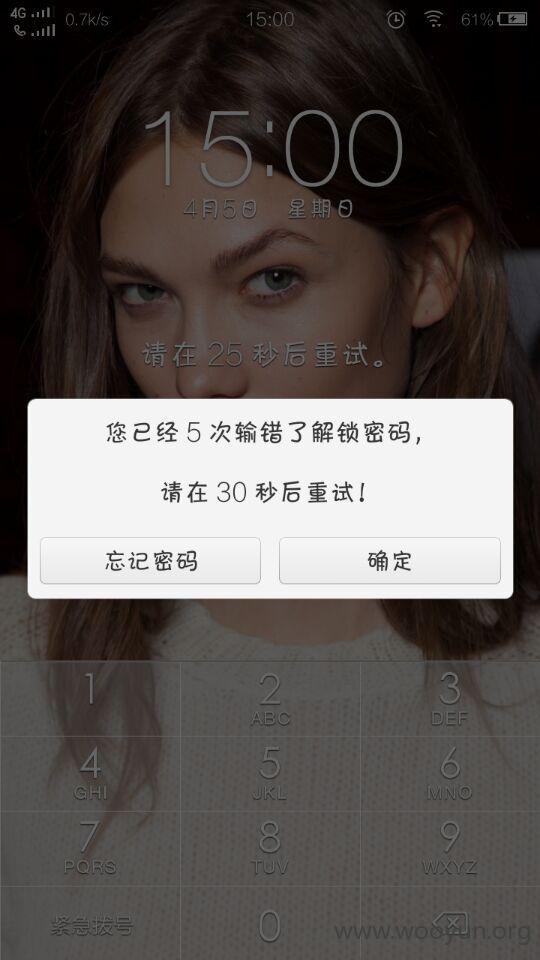 4G 0.7k/s 15:00 61%
15:00
4月5日 星期日
请在 25 秒后重试。
您已经 5 次输错了解锁密码，
请在 30 秒后重试！
忘记密码 确定
1 2 3
ABC DEF
4 5 6
GHI JKL MNO
7 8 9
PQRS TUV WXYZ
紧急拨号 0
www.wooyun.org